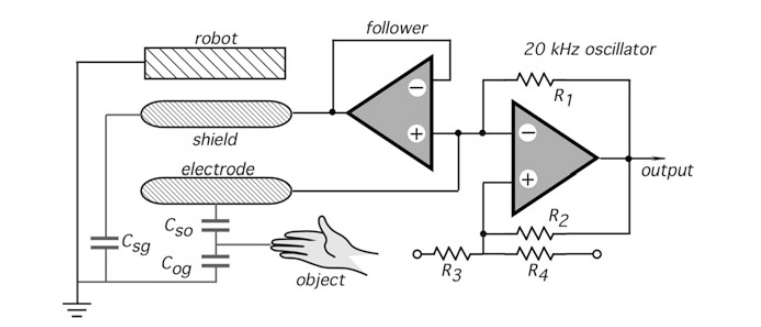 follower
robot
20 kHz oscillator
R1
shield
electrode
output
Cso
R2
Csg
Cog
object
R3
R4